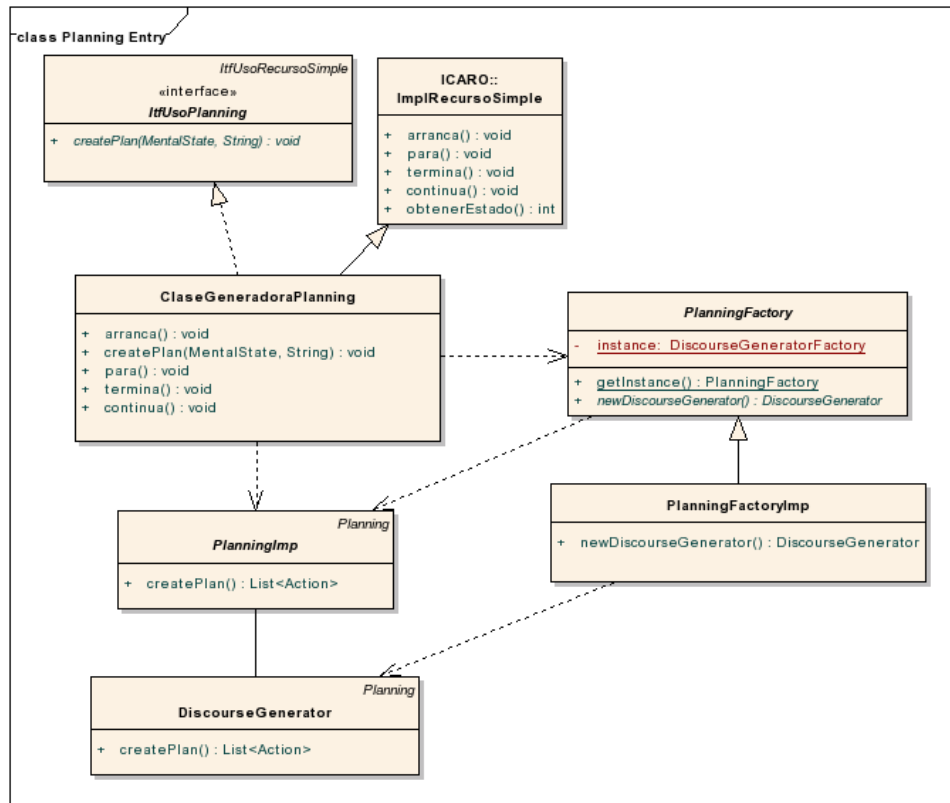 class Planning Entry
ItfUsoRecursoSimple
«interface»
ItfUsoPlanning
+ createPlan(MentalState, String) : void
ICARO::
ImplRecursoSimple
+ arranca() : void
+ para() : void
+ termina() : void
+ continua() : void
+ obtenerEstado() : int
ClaseGeneradoraPlanning
+ arranca() : void
+ createPlan(MentalState, String) : void
+ para() : void
+ termina() : void
+ continua() : void
PlanningFactory
- instance: DiscourseGeneratorFactory
+ getInstance() : PlanningFactory
+ newDiscourseGenerator() : DiscourseGenerator
Planning
PlanningImp
+ createPlan() : List<Action>
PlanningFactoryImp
+ newDiscourseGenerator() : DiscourseGenerator
Planning
DiscourseGenerator
+ createPlan() : List<Action>